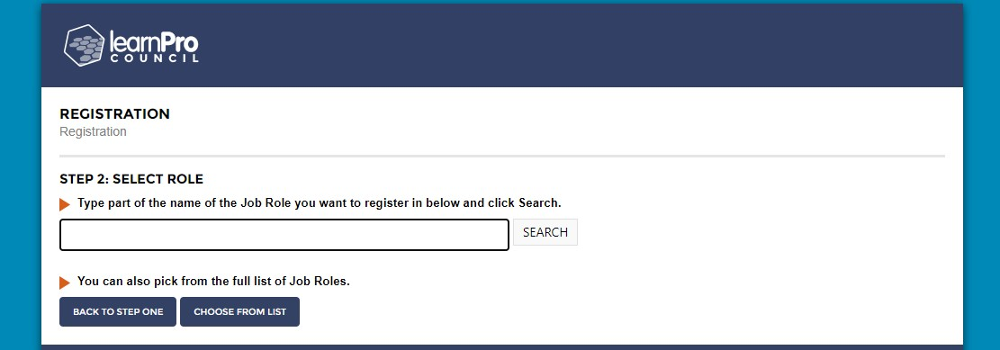 learnPro
COUNCIL
REGISTRATION
Registration
STEP 2: SELECT ROLE
Type part of the name of the Job Role you want to register in below and click Search.
SEARCH
You can also pick from the full list of Job Roles.
BACK TO STEP ONE CHOOSE FROM LIST